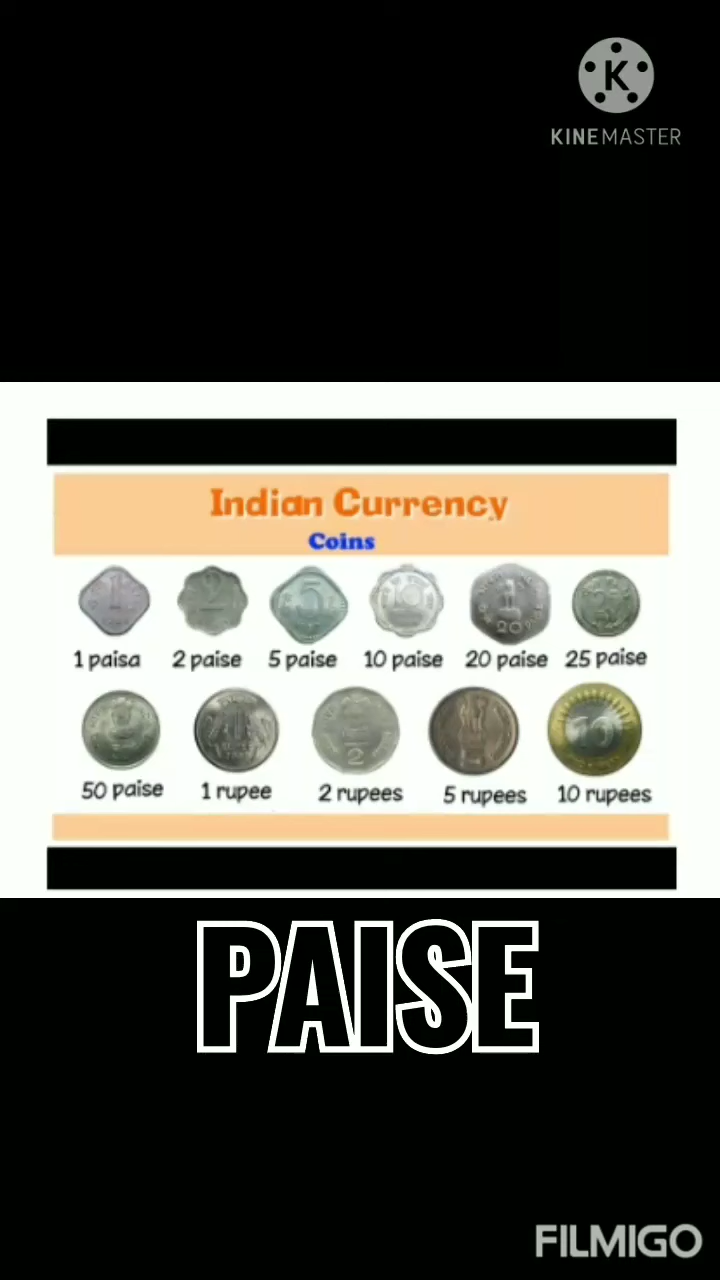 K
KINEMASTER
Indian Currency
Coins
1 paisa 2 paise 5 paise 10 paise 20 paise 25 paise
50 paise 1 rupee 2 rupees 5 rupees 10 rupees
PAISE
FILMIGO